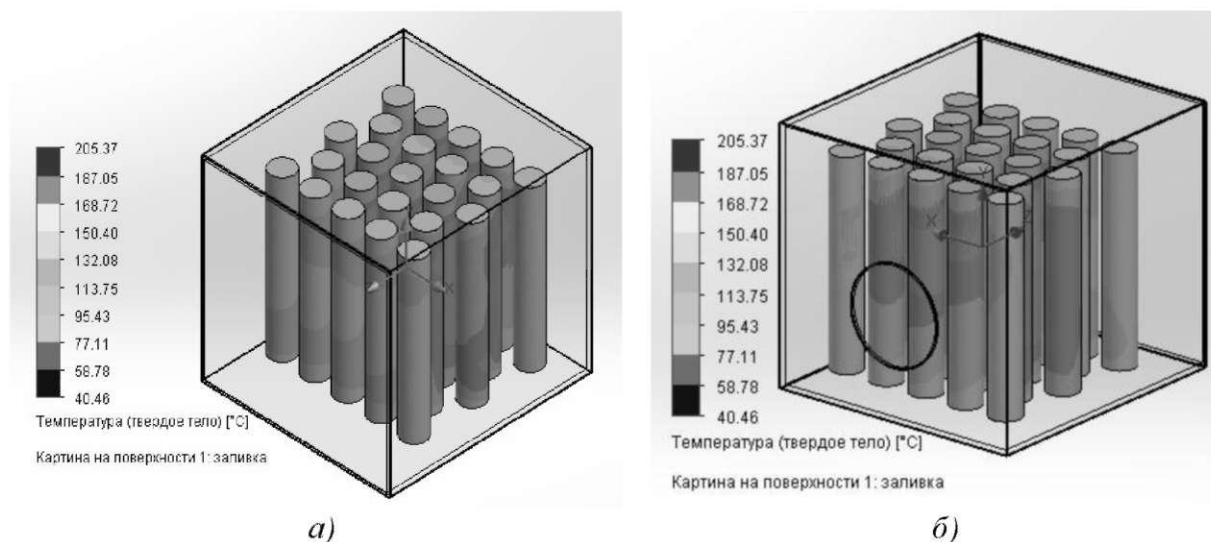 205.37
187.05
168.72
150.40
132.08
113.75
95.43
77.11
58.78
40.46
Температура (твердое тело) [°C]
Картина на поверхности 1: заливка
X
а)
205.37
187.05
168.72
150.40
132.08
113.75
95.43
77.11
58.78
40.46
Температура (твердое тело) [°C]
Картина на поверхности 1: заливка
X
Z
б)